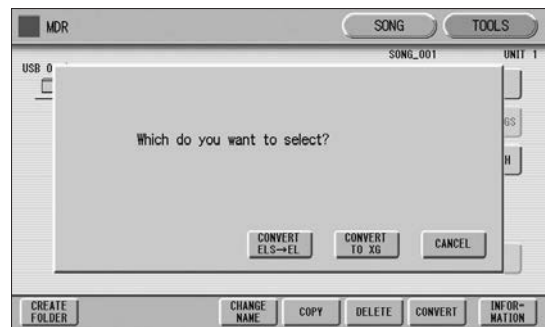 MDR SONG TOOLS
SONG_001 UNIT 1
USB 0
GS
H
Which do you want to select?
CONVERT ELS→EL CONVERT TO XG CANCEL
CREATE FOLDER CHANGE NAME COPY DELETE CONVERT INFOR-MATION